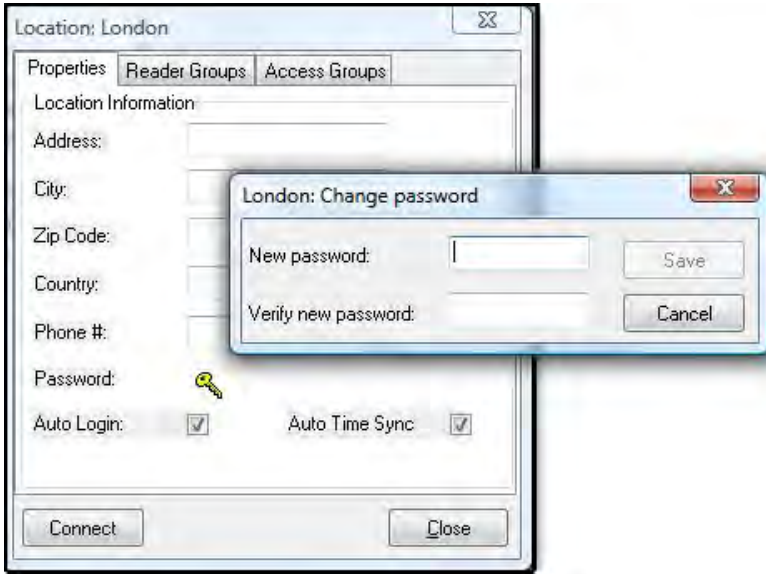 Location: London
Properties Reader Groups Access Groups
Location Information
Address:
City:
Zip Code:
Country:
Phone #:
Password:
Auto Login: Auto Time Sync
Connect Close
London: Change password
New password: Save
Verify new password: Cancel